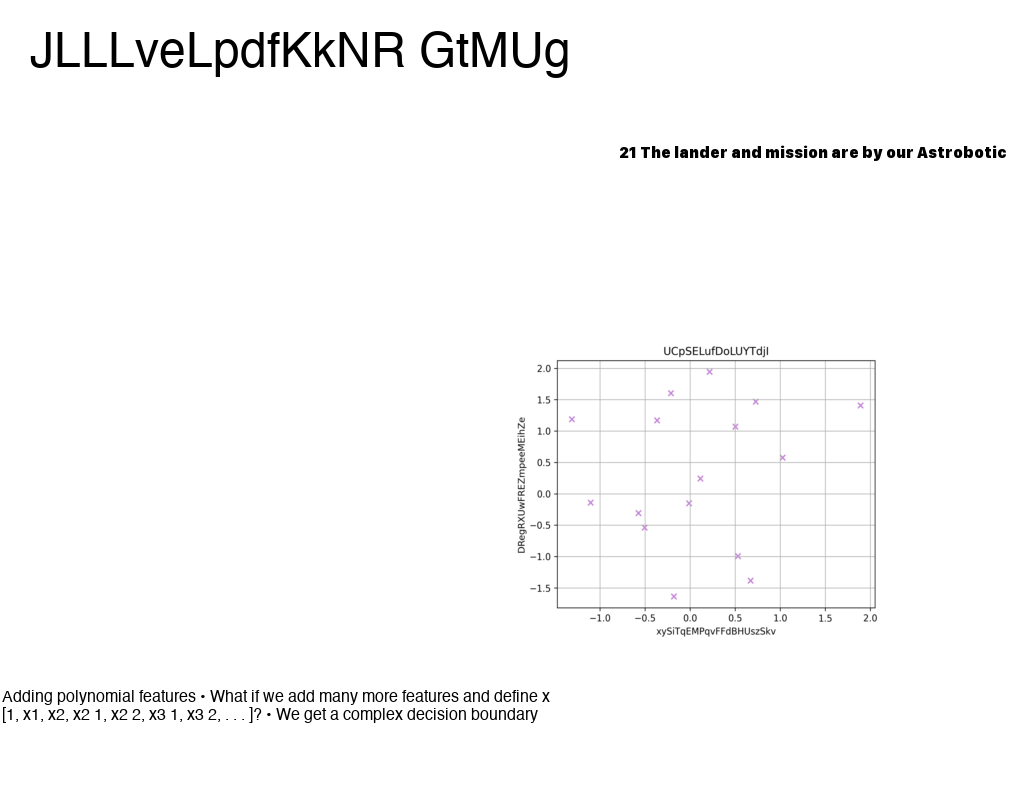 JLLLveLpdfKkNR GtMUg
21 The lander and mission are by our Astrobotic
UCpSELufDoLUYTdjI
DRegRXUwFREZmpeeMEihZe
2.0
1.5
1.0
0.5
0.0
−0.5
−1.0
−1.5
−1.0 −0.5 0.0 0.5 1.0 1.5 2.0
xySiTqEMPqvFFdBHUszSkv
Adding polynomial features • What if we add many more features and define x
[1, x1, x2, x2 1, x2 2, x3 1, x3 2, . . . ]? • We get a complex decision boundary